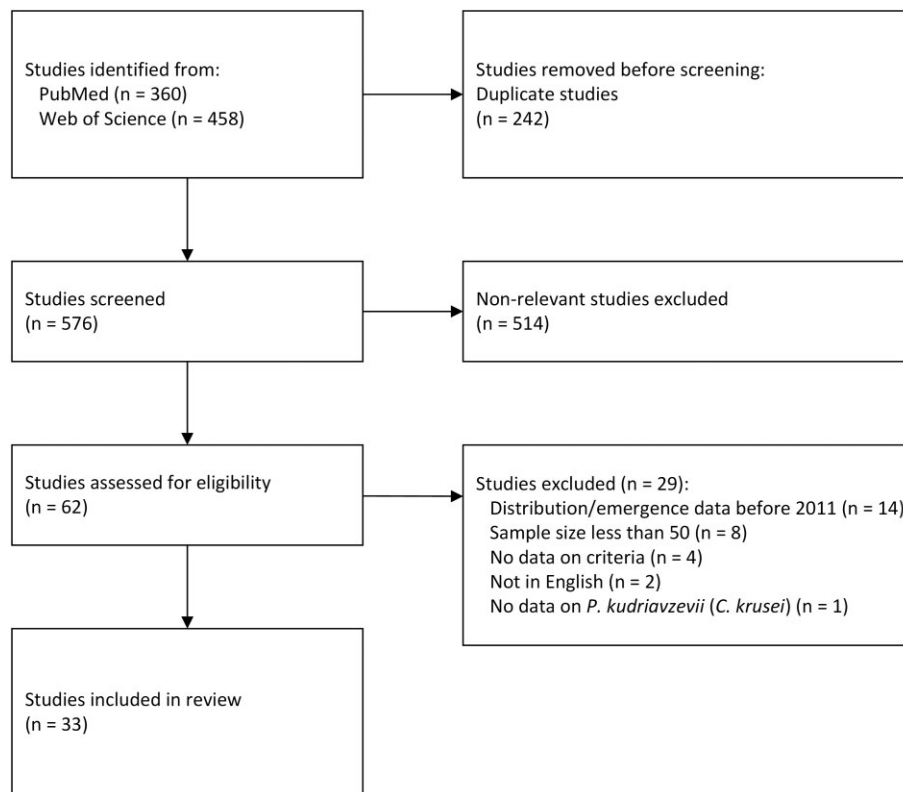 Studies identified from:
PubMed (n = 360)
Web of Science (n = 458)
Studies removed before screening:
Duplicate studies
(n = 242)
Studies screened
(n = 576)
Non-relevant studies excluded
(n = 514)
Studies assessed for eligibility
(n = 62)
Studies excluded (n = 29):
Distribution/emergence data before 2011 (n = 14)
Sample size less than 50 (n = 8)
No data on criteria (n = 4)
Not in English (n = 2)
No data on P. kudriavzevii (C. krusei) (n = 1)
Studies included in review
(n = 33)